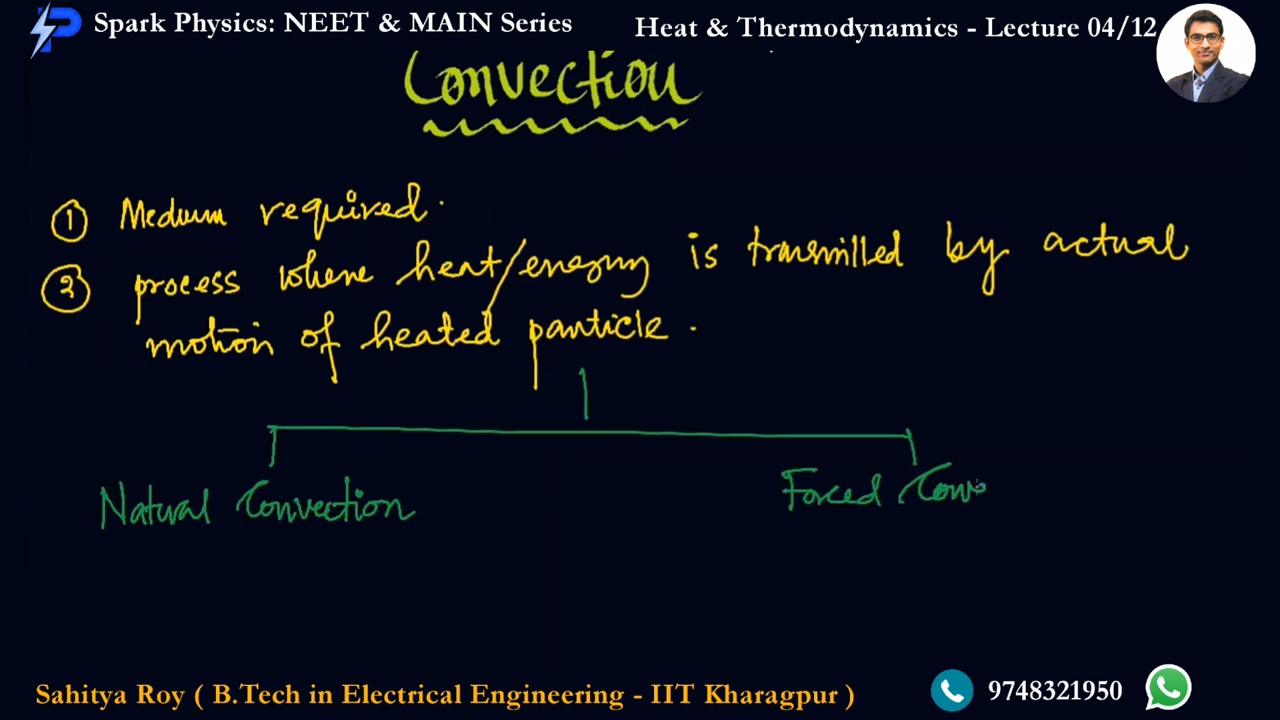 Spark Physics: NEET & MAIN Series
Heat & Thermodynamics - Lecture 04/12
Convection
① Medium required.
② process where heat/energy is transmitted by actual
motion of heated particle.
Natural Convection
Forced Conv
Sahitya Roy ( B.Tech in Electrical Engineering - IIT Kharagpur )
9748321950